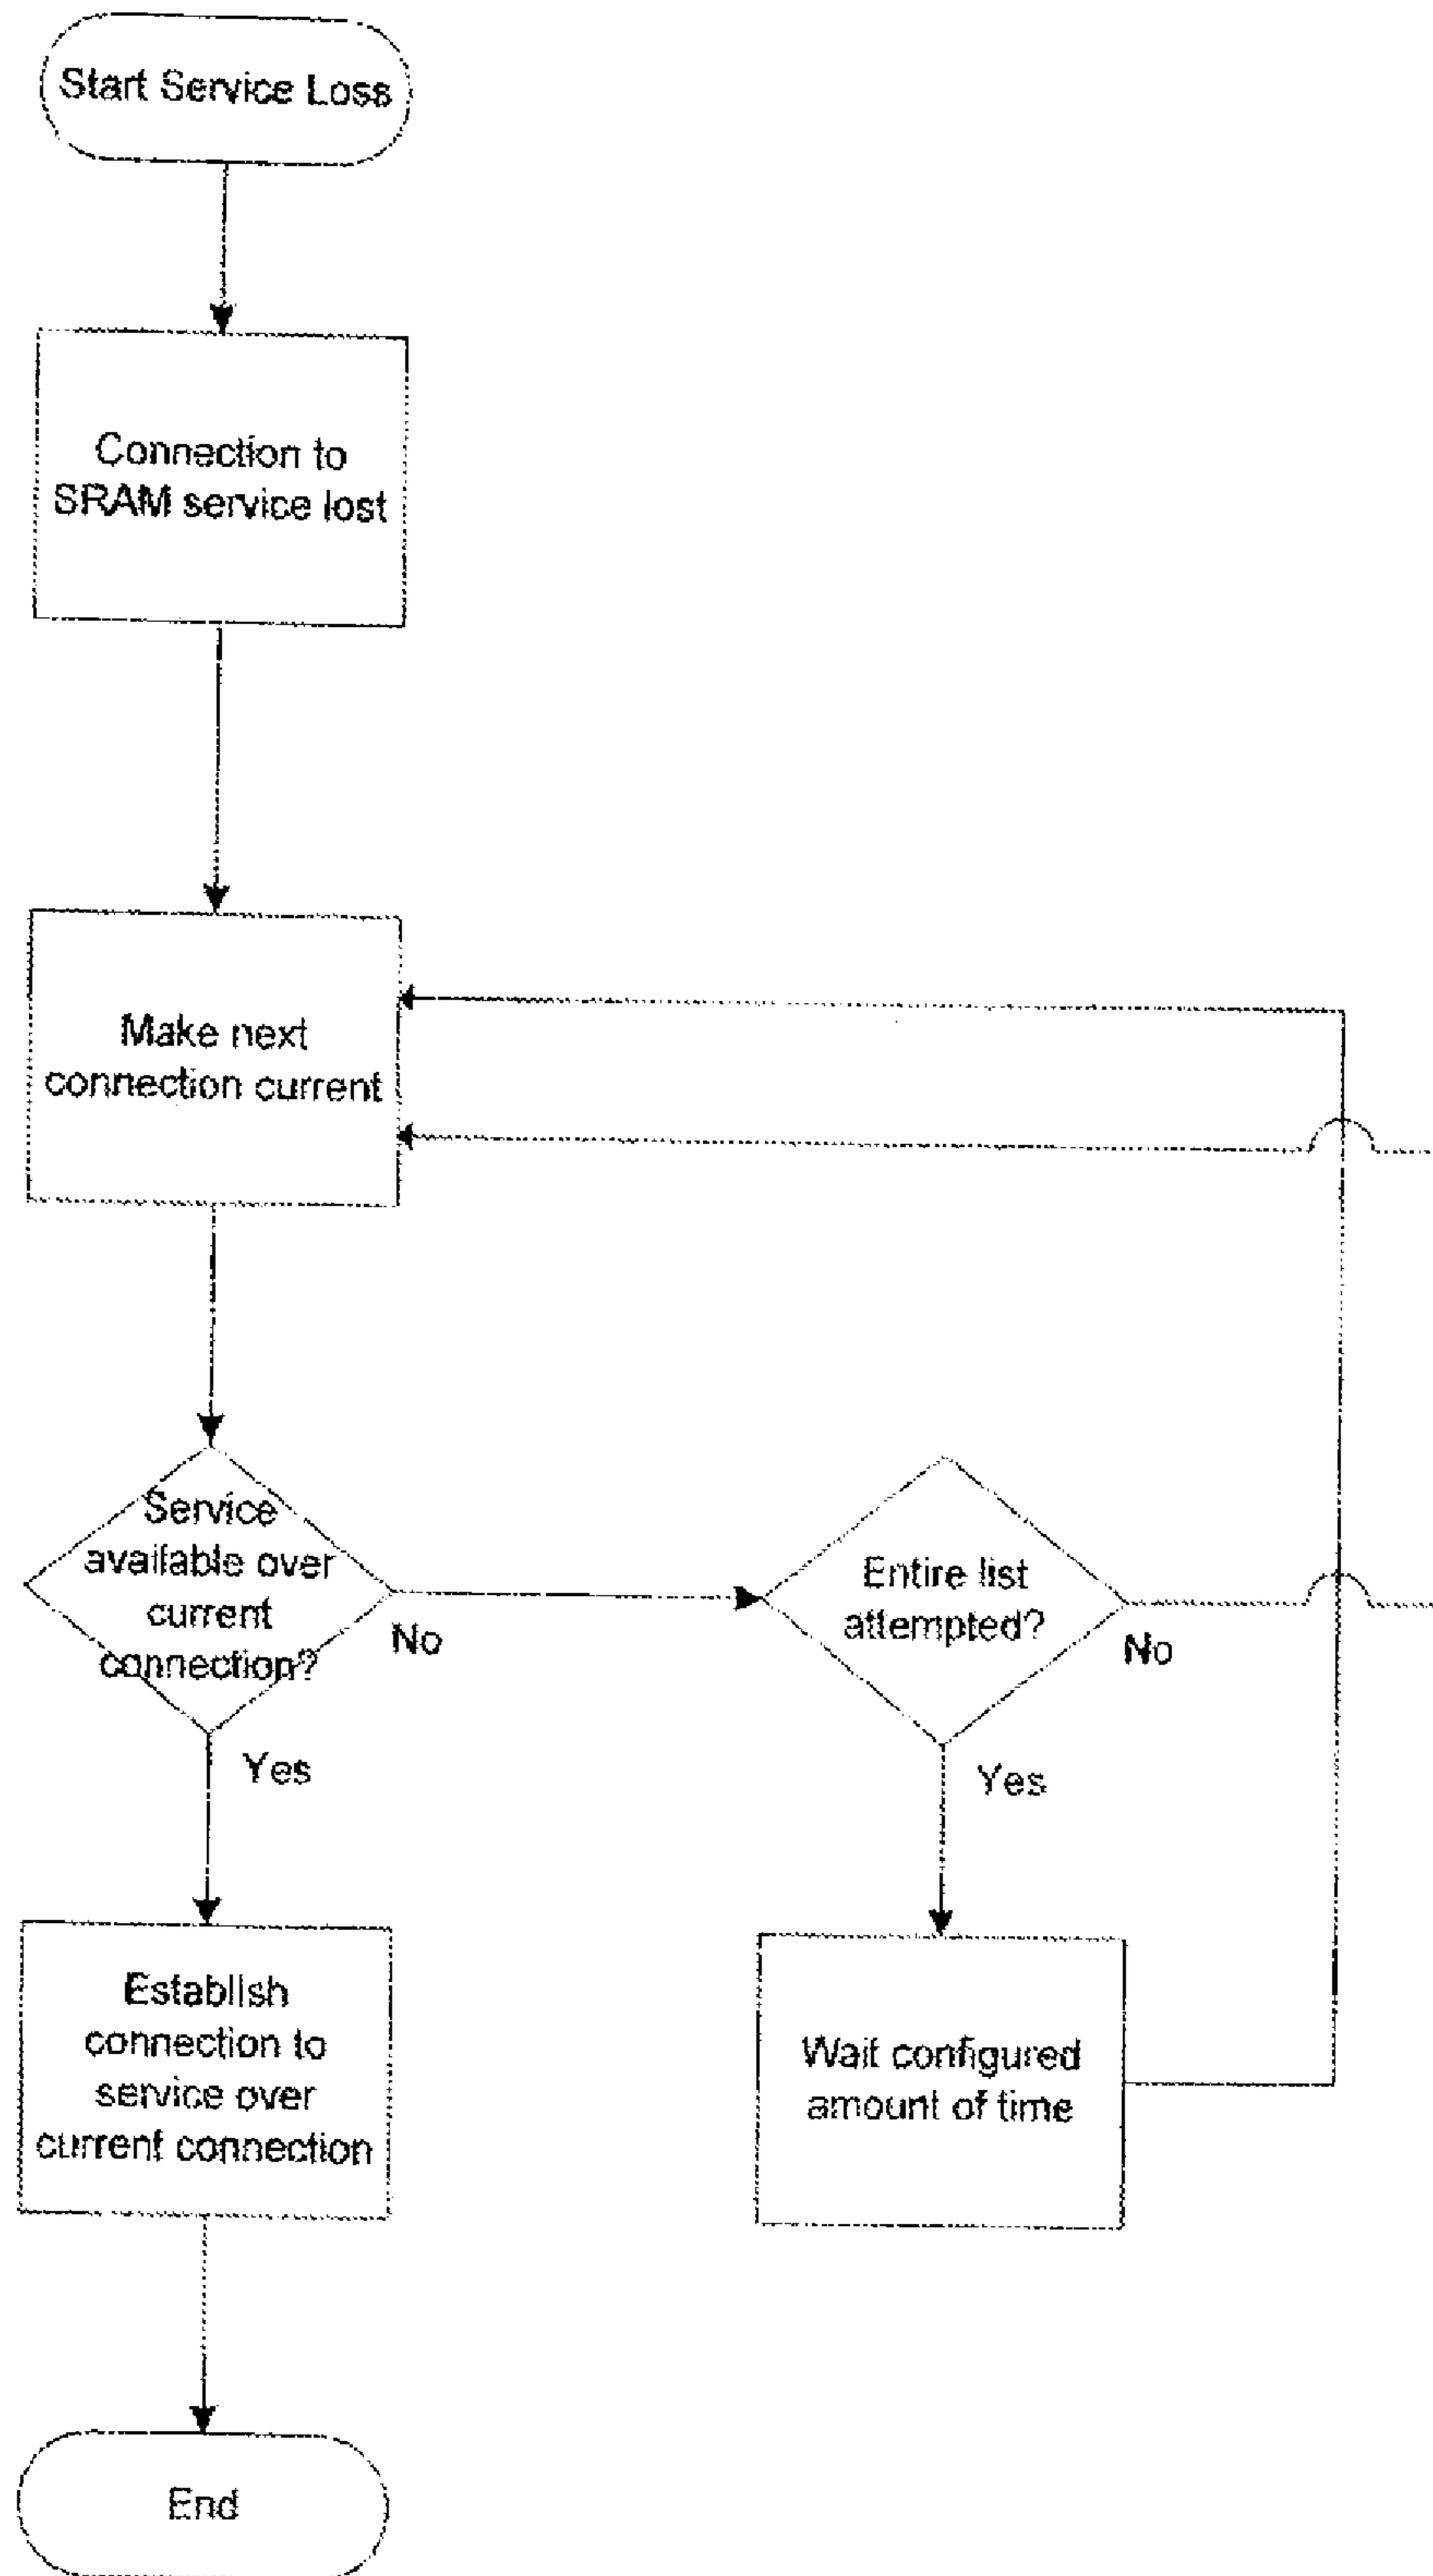 Start Service Loss
Connection to
SRAM service lost
Make next
connection current
Service
available over
current
connection?
No
Entire list
attempted?
No
Yes
Yes
Establish
connection to
service over
current connection
Wait configured
amount of time
End